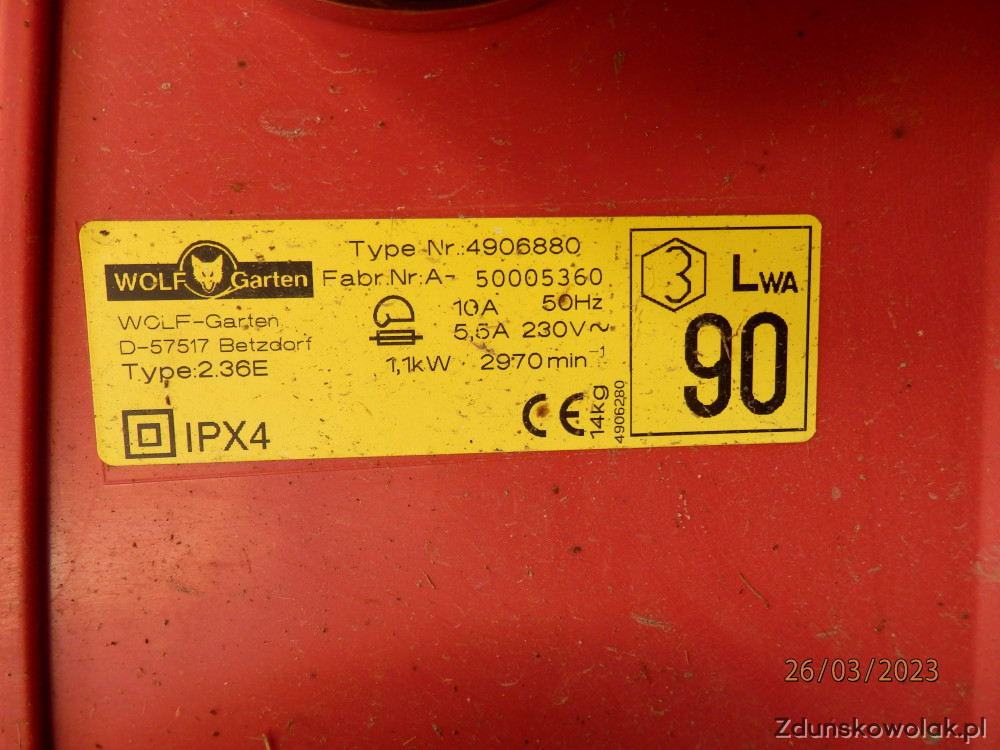 WOLF Garten
WOLF-Garten
D-57517 Betzdorf
Type:2.36E
IPX4
Type Nr.:4906880
Fabr.Nr:A- 50005360
10A 50Hz
5,5A 230V~
1,1kW 2970 min⁻¹
CE
14kg
4906280
3 LWA
90
26/03/2023
Zdunskowolak.pl